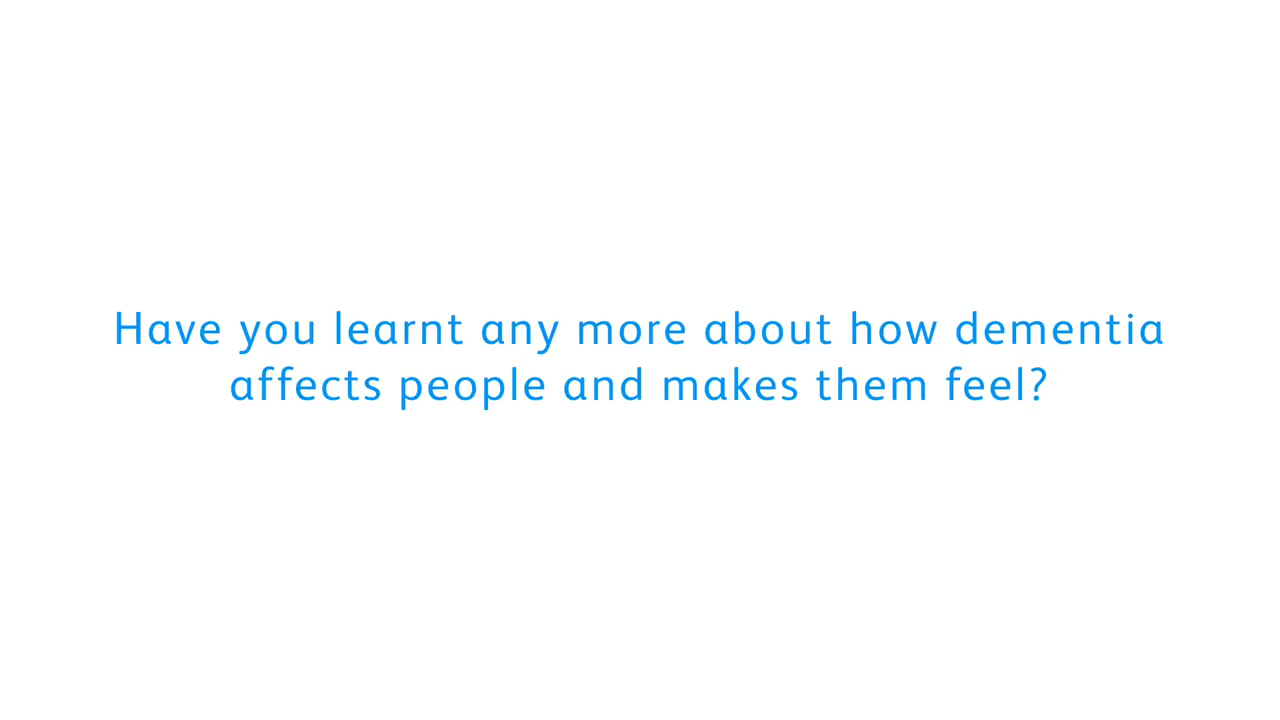 Have you learnt any more about how dementia
affects people and makes them feel?